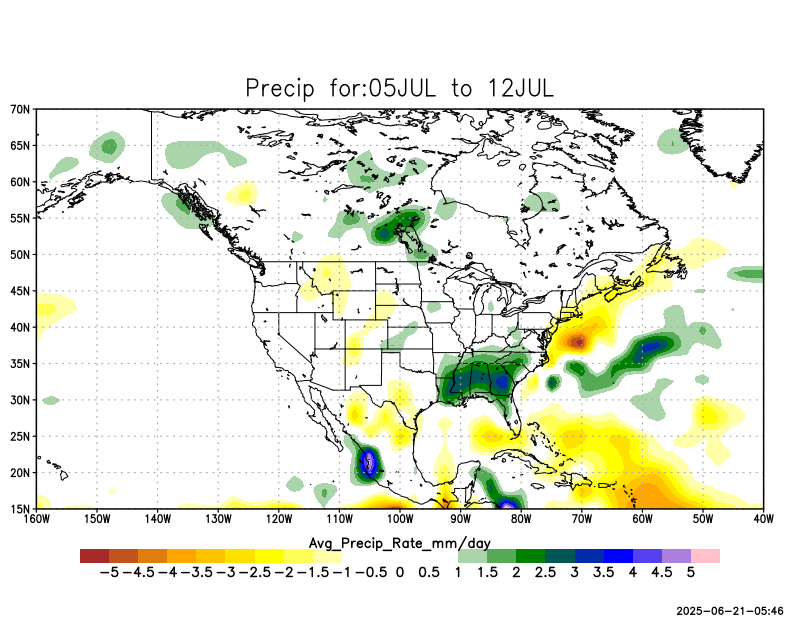 Precip for:05JUL to 12JUL
70N
65N
60N
55N
50N
45N
40N
35N
30N
25N
20N
15N
160W 150W 140W 130W 120W 110W 100W 90W 80W 70W 60W 50W 40W
Avg_Precip_Rate_mm/day
-5 -4.5 -4 -3.5 -3 -2.5 -2 -1.5 -1 -0.5 0 0.5 1 1.5 2 2.5 3 3.5 4 4.5 5
2025-06-21-05:46